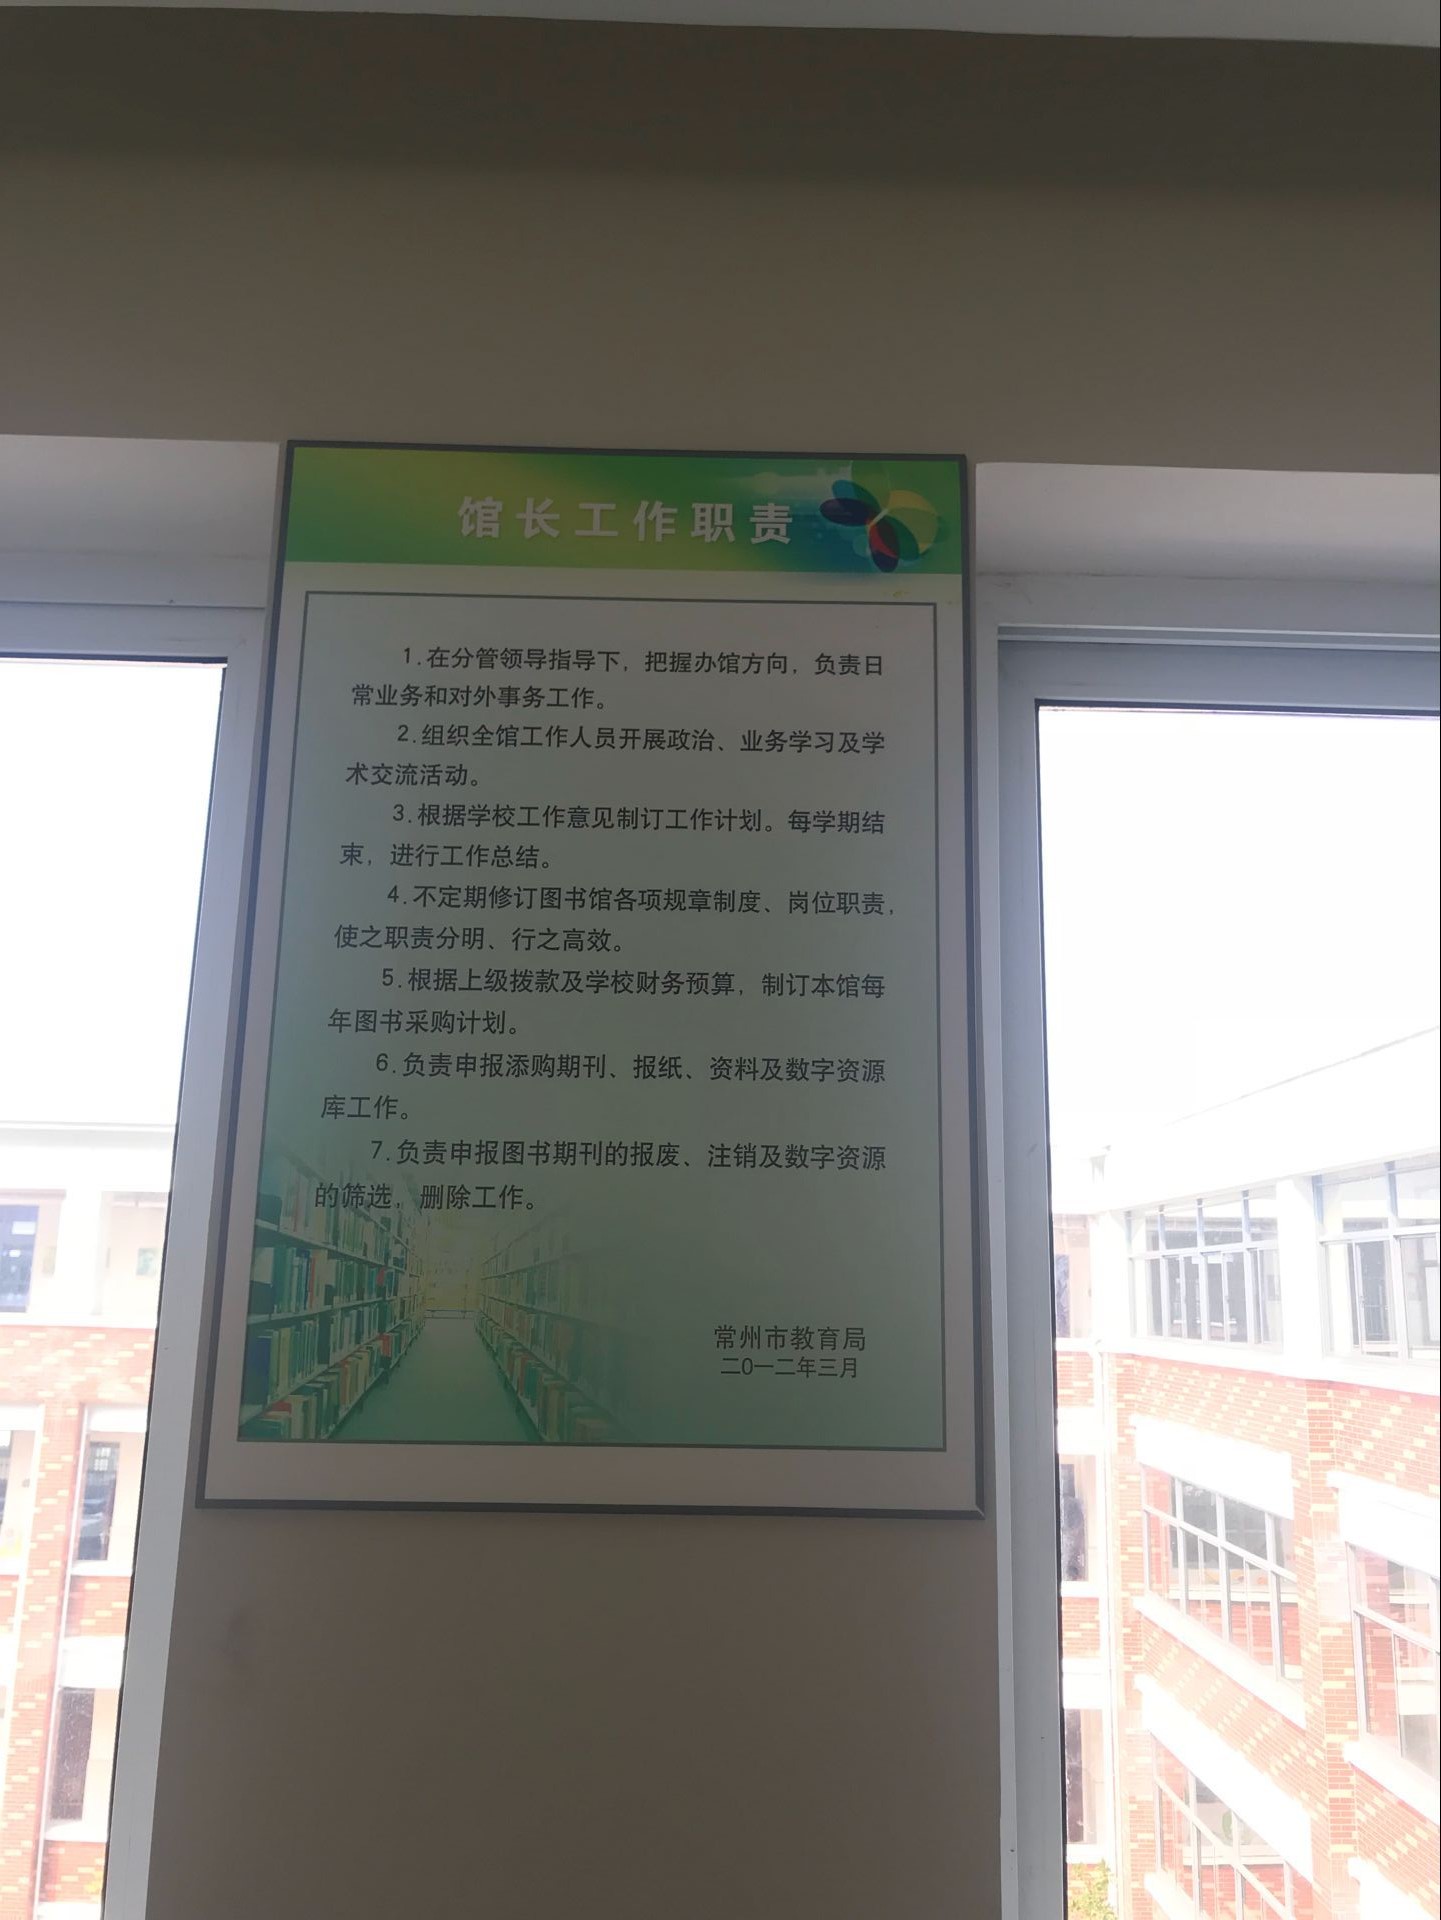 馆长工作职责
1.在分管领导指导下，把握办馆方向，负责日
常业务和对外事务工作。
2.组织全馆工作人员开展政治、业务学习及学
术交流活动。
3.根据学校工作意见制订工作计划。每学期结
束，进行工作总结。
4.不定期修订图书馆各项规章制度、岗位职责，
使之职责分明、行之高效。
5.根据上级拨款及学校财务预算，制订本馆每
年图书采购计划。
6.负责申报添购期刊、报纸、资料及数字资源
库工作。
7.负责申报图书期刊的报废、注销及数字资源
的筛选，删除工作。
常州市教育局
二0一二年三月